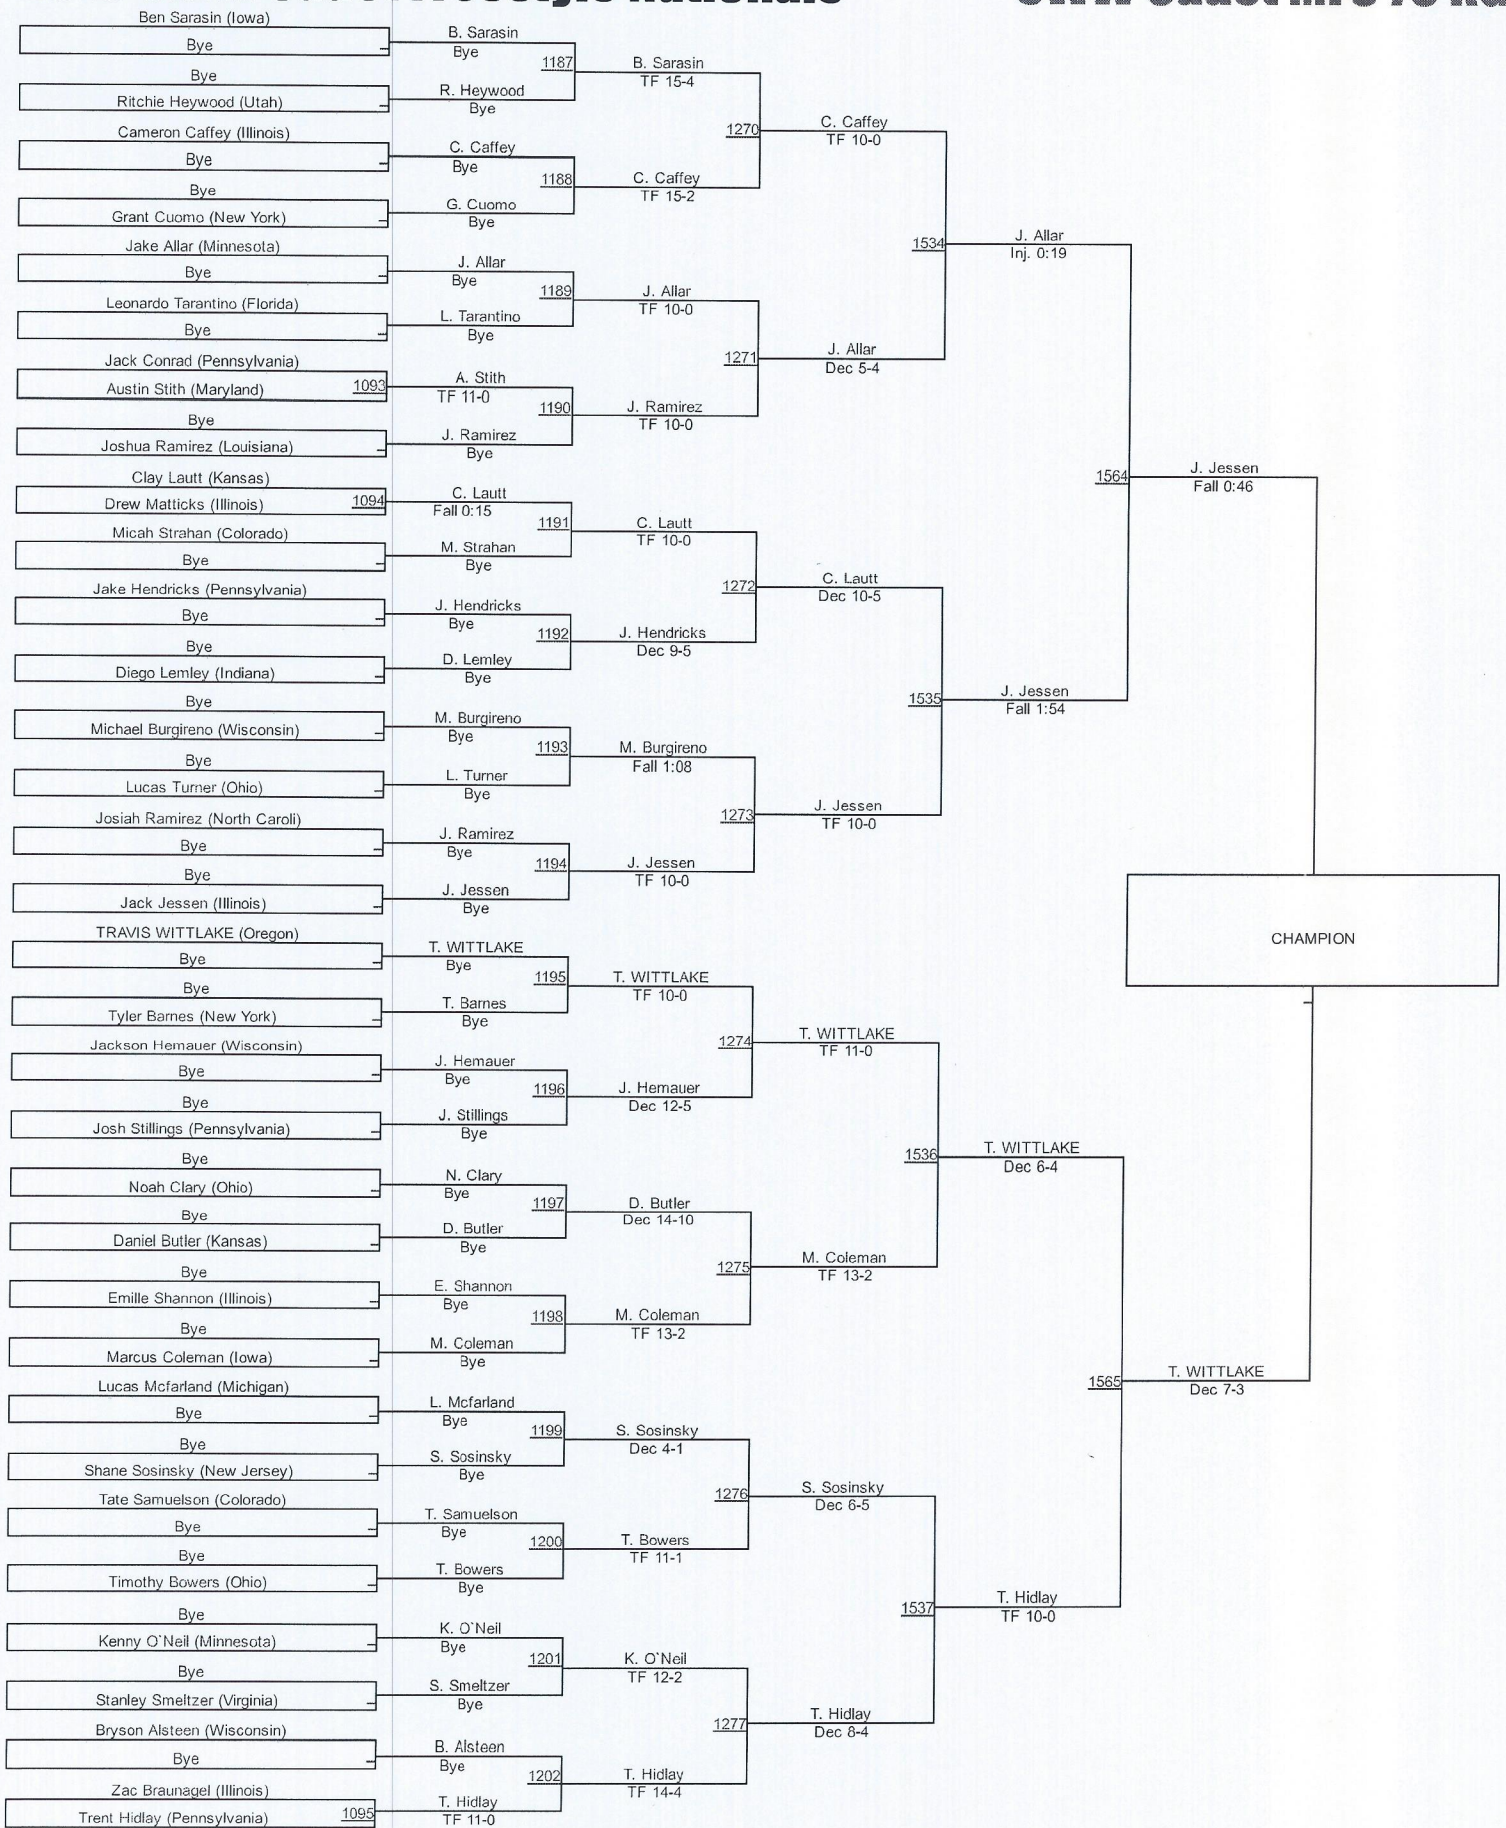 Ben Sarasin (Iowa)
Bye
Bye
Ritchie Heywood (Utah)
Cameron Caffey (Illinois)
Bye
Bye
Grant Cuomo (New York)
Jake Allar (Minnesota)
Bye
Leonardo Tarantino (Florida)
Bye
Jack Conrad (Pennsylvania)
Austin Stith (Maryland) 1093
Bye
Joshua Ramirez (Louisiana)
Clay Lautt (Kansas)
Drew Matticks (Illinois) 1094
Micah Strahan (Colorado)
Bye
Jake Hendricks (Pennsylvania)
Bye
Bye
Diego Lemley (Indiana)
Bye
Michael Burgireno (Wisconsin)
Bye
Lucas Turner (Ohio)
Josiah Ramirez (North Caroli)
Bye
Bye
Jack Jessen (Illinois)
TRAVIS WITTLAKE (Oregon)
Bye
Bye
Tyler Barnes (New York)
Jackson Hemauer (Wisconsin)
Bye
Bye
Josh Stillings (Pennsylvania)
Bye
Noah Clary (Ohio)
Bye
Daniel Butler (Kansas)
Bye
Emille Shannon (Illinois)
Bye
Marcus Coleman (Iowa)
Lucas Mcfarland (Michigan)
Bye
Bye
Shane Sosinsky (New Jersey)
Tate Samuelson (Colorado)
Bye
Bye
Timothy Bowers (Ohio)
Bye
Kenny O`Neil (Minnesota)
Bye
Stanley Smeltzer (Virginia)
Bryson Alsteen (Wisconsin)
Bye
Zac Braunagel (Illinois)
Trent Hidlay (Pennsylvania) 1095
B. Sarasin
Bye
1187
R. Heywood
Bye
C. Caffey
Bye
1188
G. Cuomo
Bye
J. Allar
Bye
1189
L. Tarantino
Bye
A. Stith
TF 11-0
1190
J. Ramirez
Bye
C. Lautt
Fall 0:15
1191
M. Strahan
Bye
J. Hendricks
Bye
1192
D. Lemley
Bye
M. Burgireno
Bye
1193
L. Turner
Bye
J. Ramirez
Bye
1194
J. Jessen
Bye
T. WITTLAKE
Bye
1195
T. Barnes
Bye
J. Hemauer
Bye
1196
J. Stillings
Bye
N. Clary
Bye
1197
D. Butler
Bye
E. Shannon
Bye
1198
M. Coleman
Bye
L. Mcfarland
Bye
1199
S. Sosinsky
Bye
T. Samuelson
Bye
1200
T. Bowers
Bye
K. O`Neil
Bye
1201
S. Smeltzer
Bye
B. Alsteen
Bye
1202
T. Hidlay
TF 11-0
B. Sarasin
TF 15-4
1270
C. Caffey
TF 15-2
J. Allar
TF 10-0
1271
J. Ramirez
TF 10-0
C. Lautt
TF 10-0
1272
J. Hendricks
Dec 9-5
M. Burgireno
Fall 1:08
1273
J. Jessen
TF 10-0
T. WITTLAKE
TF 10-0
1274
J. Hemauer
Dec 12-5
D. Butler
Dec 14-10
1275
M. Coleman
TF 13-2
S. Sosinsky
Dec 4-1
1276
T. Bowers
TF 11-1
K. O`Neil
TF 12-2
1277
T. Hidlay
TF 14-4
C. Caffey
TF 10-0
1534
J. Allar
Dec 5-4
C. Lautt
Dec 10-5
1535
J. Jessen
TF 10-0
T. WITTLAKE
TF 11-0
1536
M. Coleman
TF 13-2
S. Sosinsky
Dec 6-5
1537
T. Hidlay
Dec 8-4
J. Allar
Inj. 0:19
1564
J. Jessen
Fall 1:54
T. WITTLAKE
Dec 6-4
1565
T. Hidlay
TF 10-0
J. Jessen
Fall 0:46
CHAMPION
T. WITTLAKE
Dec 7-3